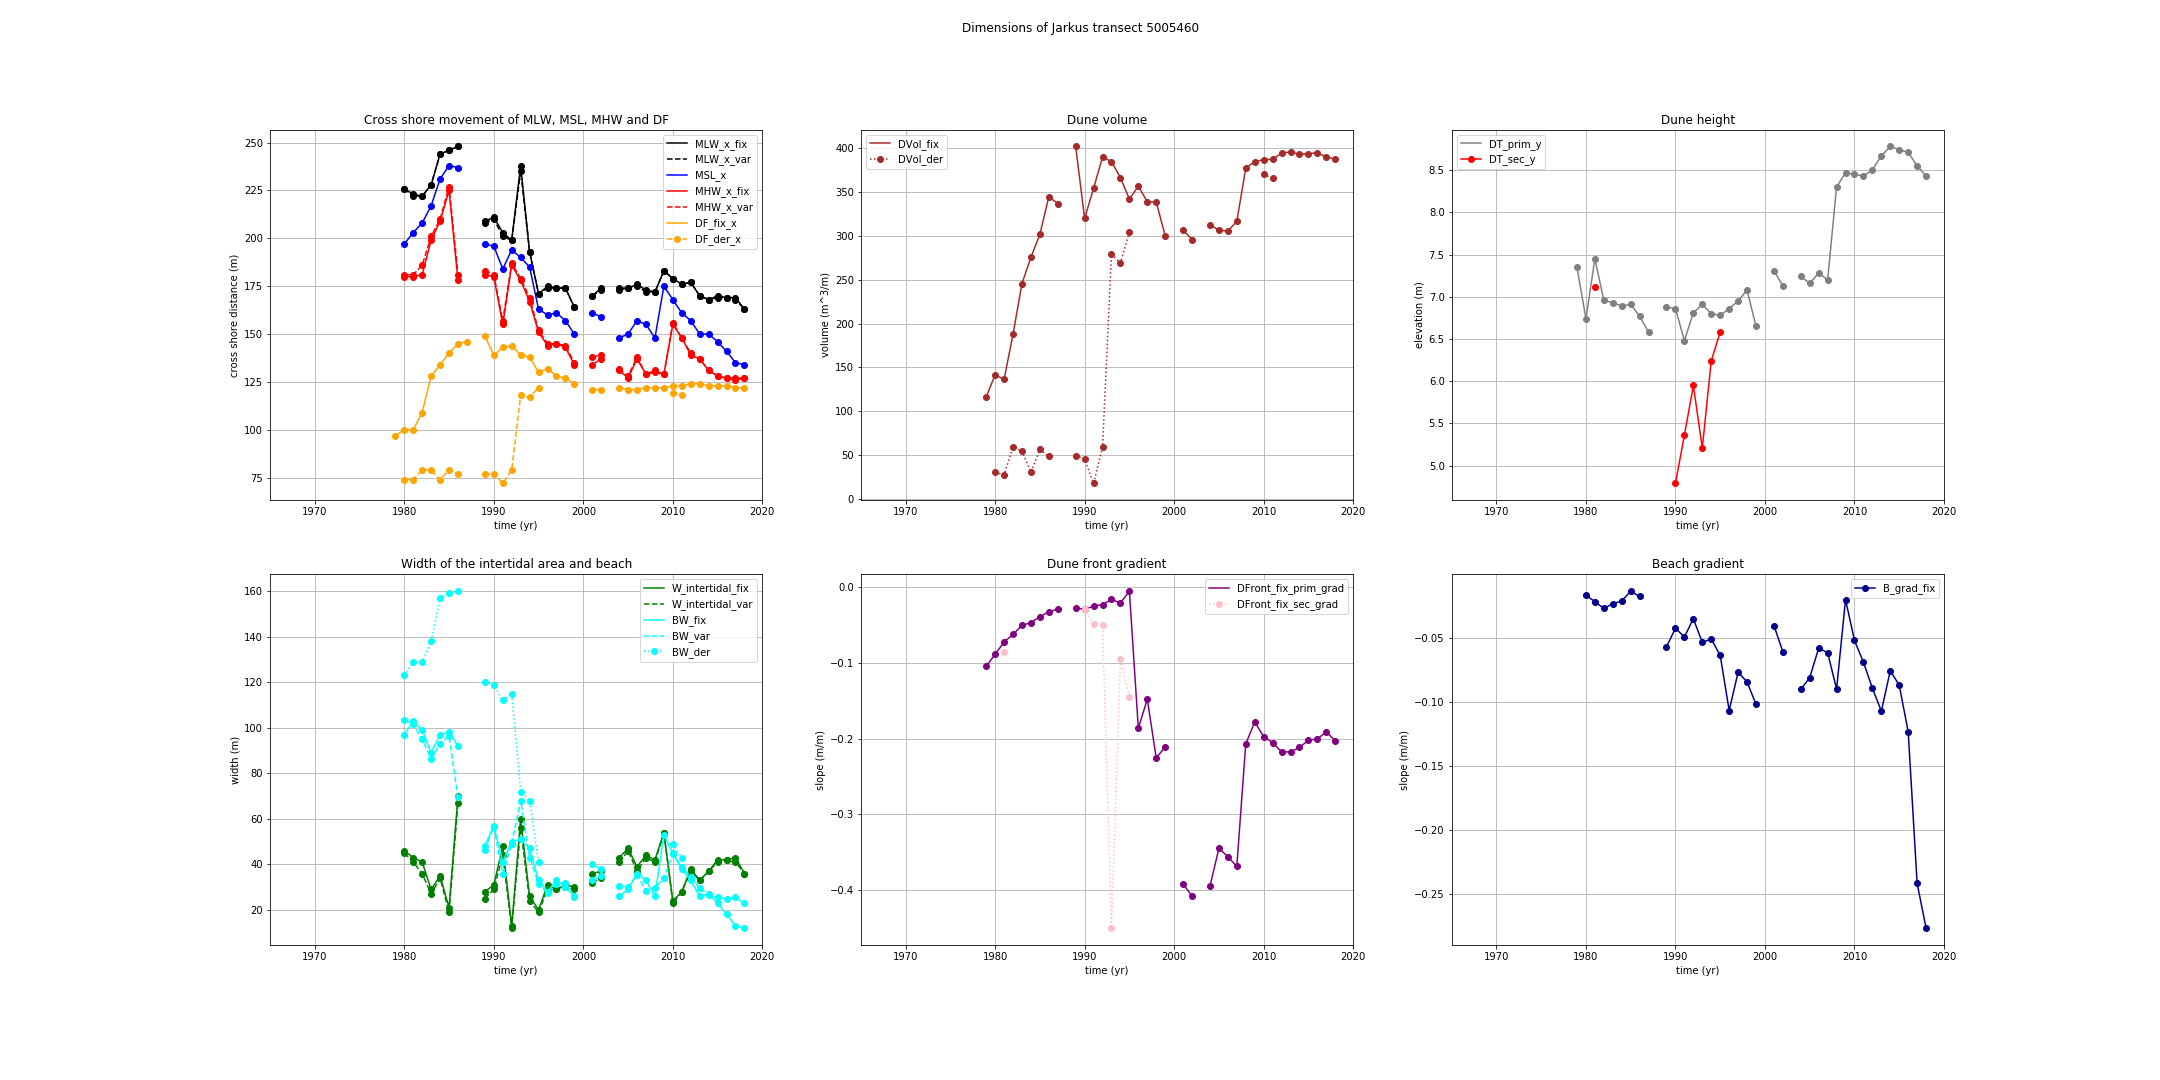 Dimensions of Jarkus transect 5005460
Cross shore movement of MLW, MSL, MHW and DF
250
225
200
175
150
125
100
75
cross shore distance (m)
MLW_x_fix
MLW_x_var
MSL_x
MHW_x_fix
MHW_x_var
DF_fix_x
DF_der_x
1970 1980 1990 2000 2010 2020
time (yr)
Dune volume
400
350
300
250
200
150
100
50
0
volume (m^3/m)
DVol_fix
DVol_der
1970 1980 1990 2000 2010 2020
time (yr)
Dune height
8.5
8.0
7.5
7.0
6.5
6.0
5.5
5.0
elevation (m)
DT_prim_y
DT_sec_y
1970 1980 1990 2000 2010 2020
time (yr)
Width of the intertidal area and beach
160
140
120
100
80
60
40
20
width (m)
W_intertidal_fix
W_intertidal_var
BW_fix
BW_var
BW_der
1970 1980 1990 2000 2010 2020
time (yr)
Dune front gradient
0.0
−0.1
−0.2
−0.3
−0.4
slope (m/m)
DFront_fix_prim_grad
DFront_fix_sec_grad
1970 1980 1990 2000 2010 2020
time (yr)
Beach gradient
−0.05
−0.10
−0.15
−0.20
−0.25
slope (m/m)
B_grad_fix
1970 1980 1990 2000 2010 2020
time (yr)